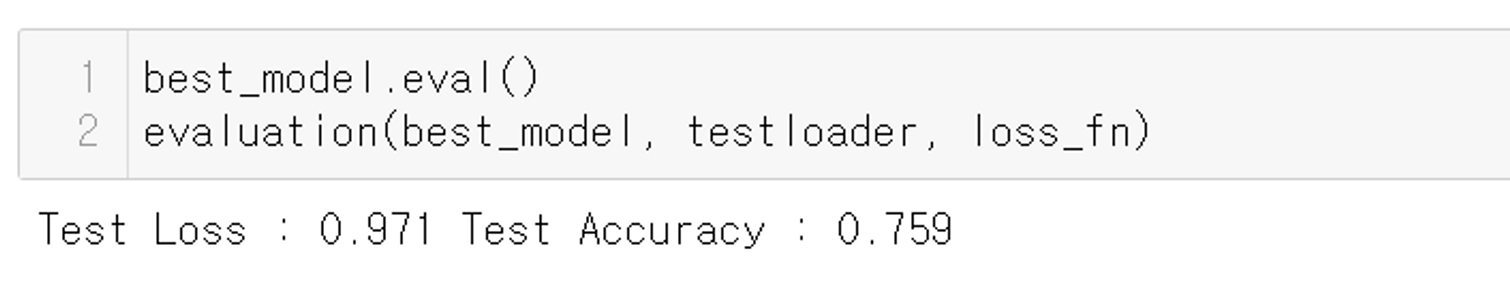 1 best_model.eval()
2 evaluation(best_model, testloader, loss_fn)
Test Loss : 0.971 Test Accuracy : 0.759